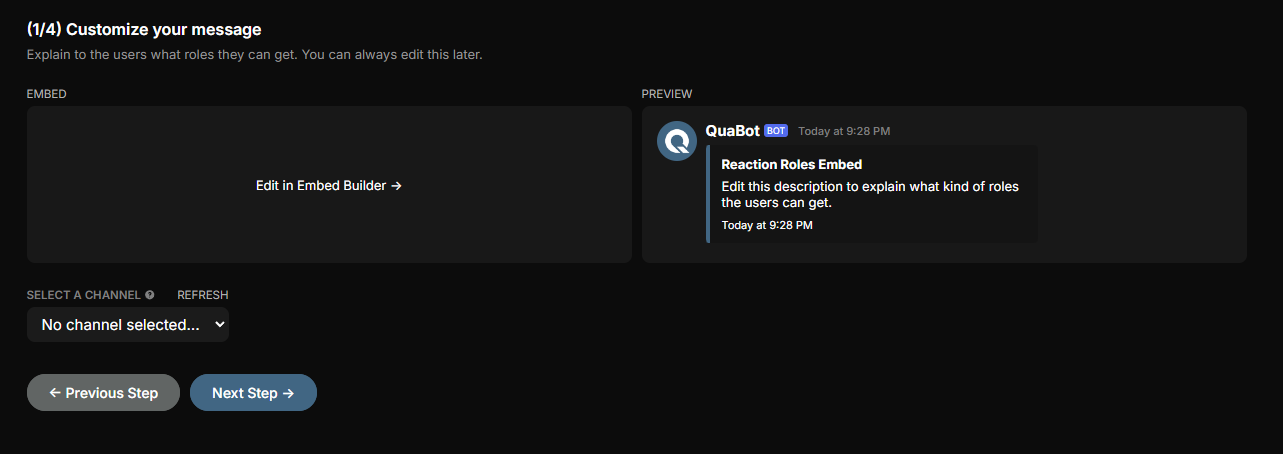 (1/4) Customize your message
Explain to the users what roles they can get. You can always edit this later.
EMBED
Edit in Embed Builder →
PREVIEW
QuaBot BOT Today at 9:28 PM
Reaction Roles Embed
Edit this description to explain what kind of roles
the users can get.
Today at 9:28 PM
SELECT A CHANNEL ? REFRESH
No channel selected...
← Previous Step
Next Step →